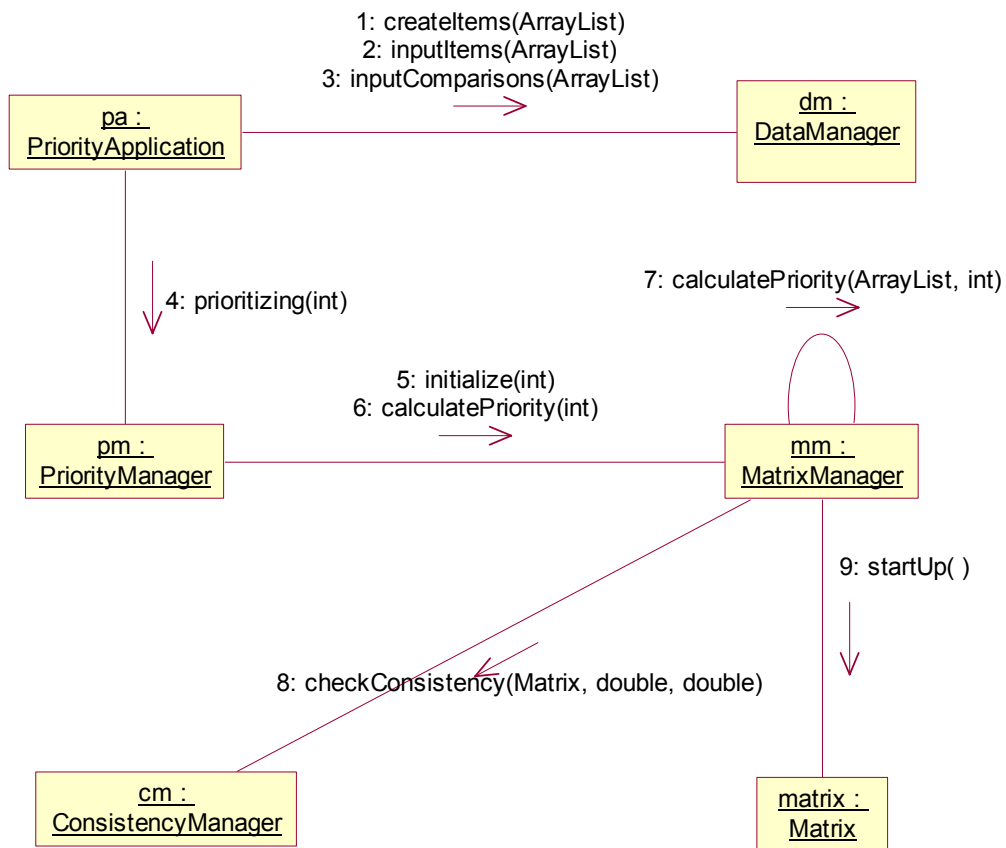 1: createItems(ArrayList)
2: inputItems(ArrayList)
3: inputComparisons(ArrayList)
pa :
PriorityApplication
dm :
DataManager
4: prioritizing(int)
7: calculatePriority(ArrayList, int)
5: initialize(int)
6: calculatePriority(int)
pm :
PriorityManager
mm :
MatrixManager
9: startUp( )
8: checkConsistency(Matrix, double, double)
cm :
ConsistencyManager
matrix :
Matrix